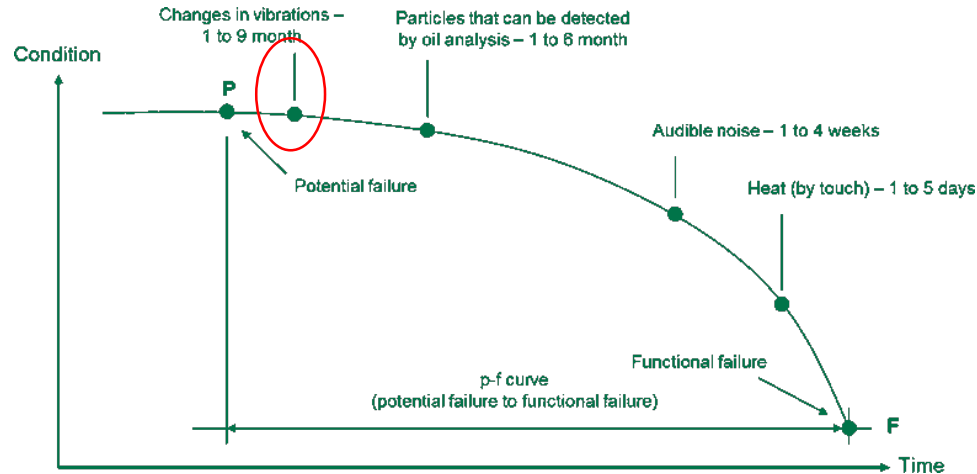 Changes in vibrations –
1 to 9 month
Particles that can be detected
by oil analysis – 1 to 6 month
Condition
P
Audible noise – 1 to 4 weeks
Potential failure
Heat (by touch) – 1 to 5 days
Functional failure
p-f curve
(potential failure to functional failure)
F
Time